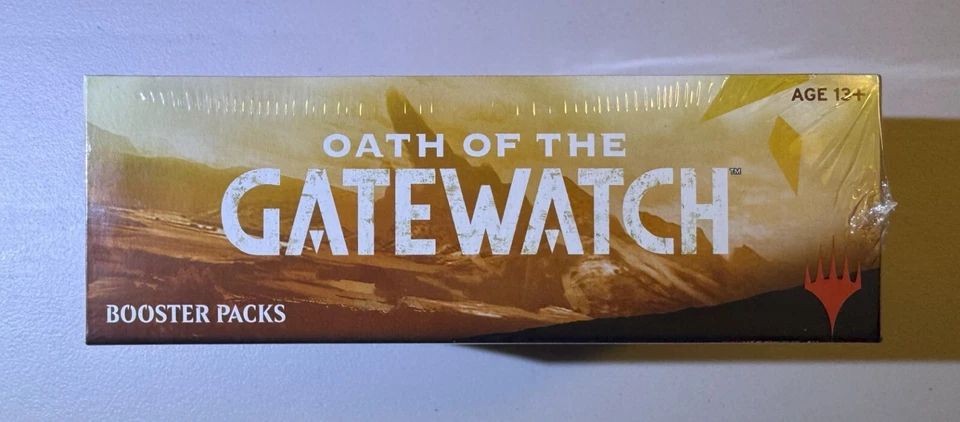 AGE 13+
OATH OF THE
GATEWATCH™
BOOSTER PACKS